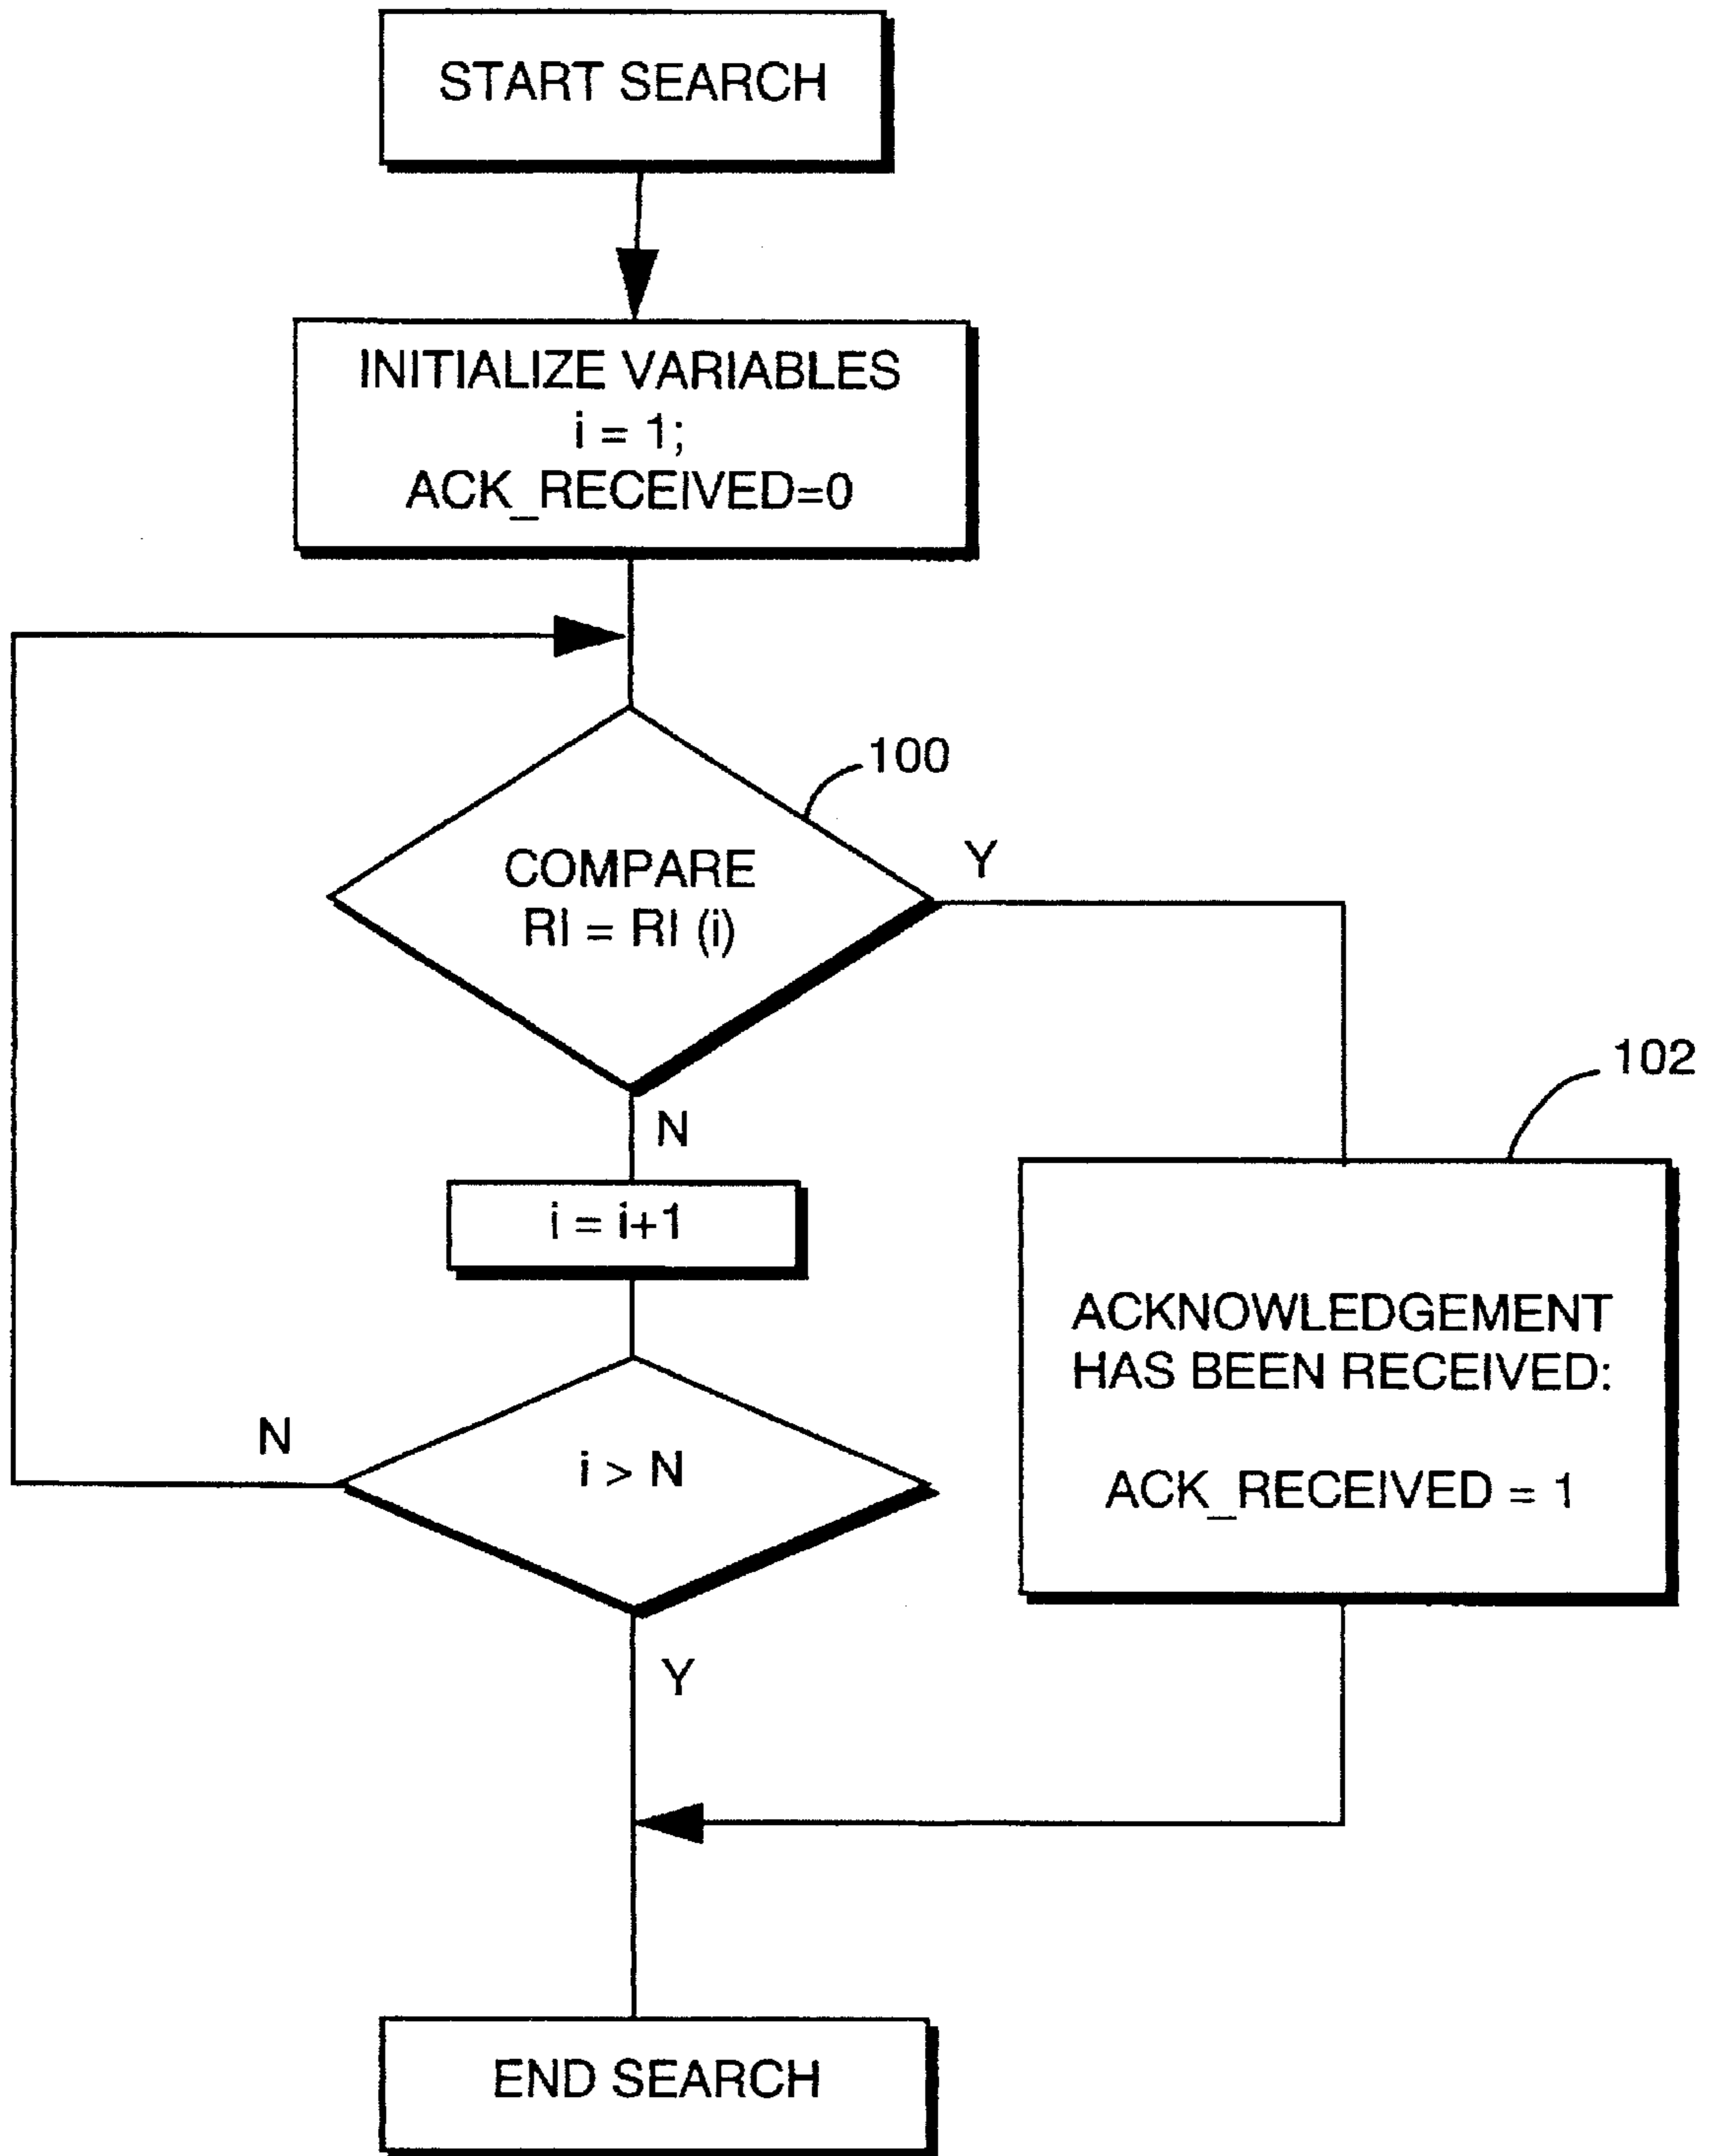 START SEARCH
INITIALIZE VARIABLES
i = 1;
ACK_RECEIVED=0
100
COMPARE
RI = RI (i)
Y
N
102
i = i+1
ACKNOWLEDGEMENT
HAS BEEN RECEIVED:
ACK_RECEIVED = 1
N
i > N
Y
END SEARCH